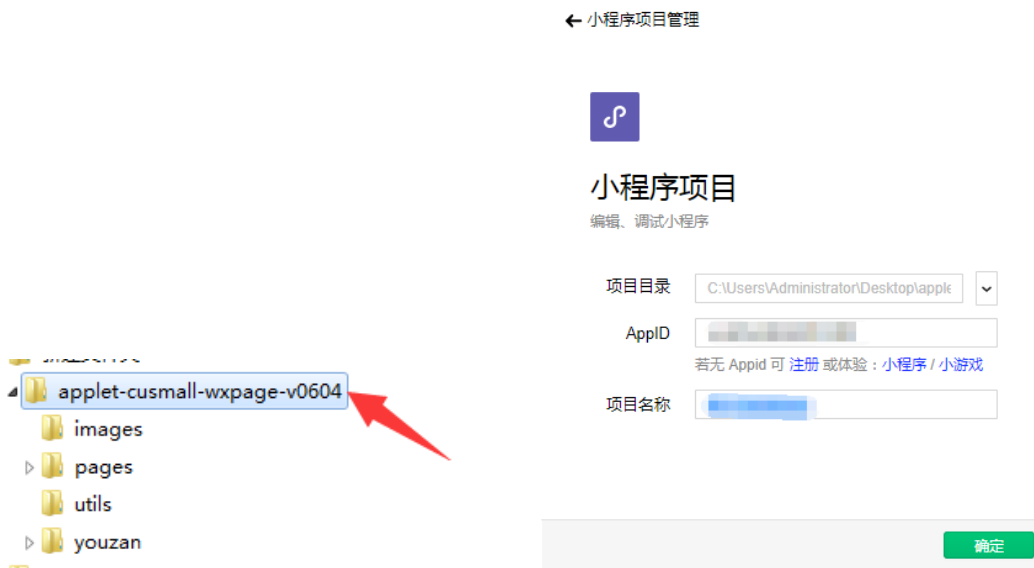 applet-cusmall-wxpage-v0604
images
pages
utils
youzan
小程序项目管理
小程序项目
编辑、调试小程序
项目目录 C:\Users\Administrator\Desktop\apple
AppID
若无 Appid 可 注册 或体验：小程序 / 小游戏
项目名称
确定